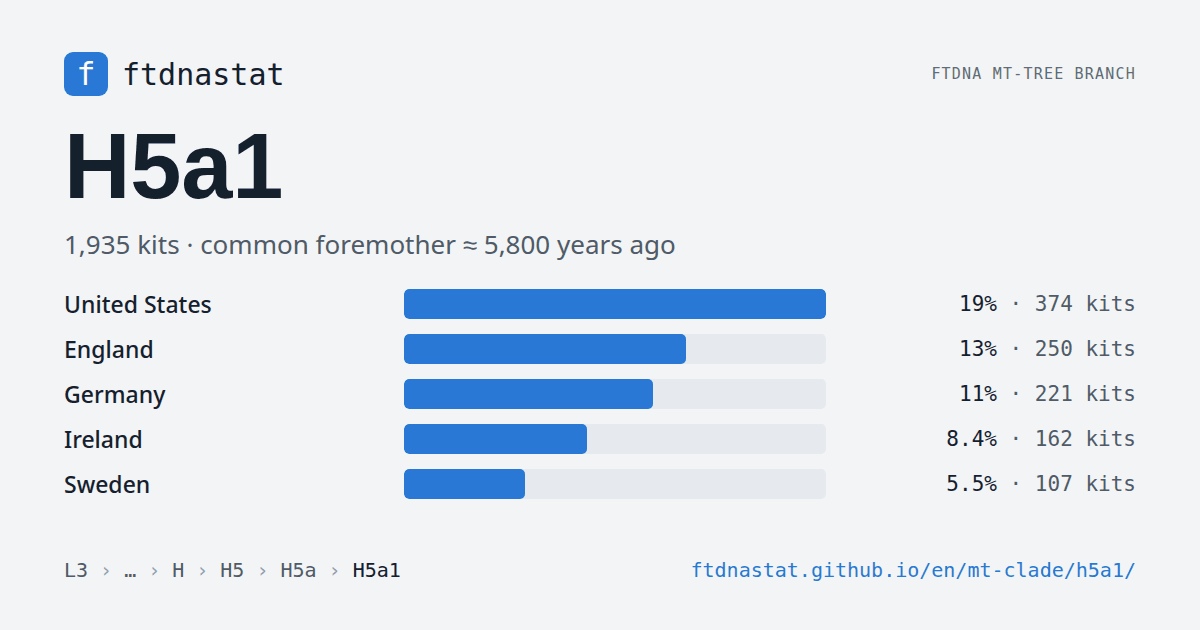 f ftdnastat
FTDNA MT-TREE BRANCH
H5a1
1,935 kits · common foremother ≈ 5,800 years ago
United States 19% · 374 kits
England 13% · 250 kits
Germany 11% · 221 kits
Ireland 8.4% · 162 kits
Sweden 5.5% · 107 kits
L3 › … › H › H5 › H5a › H5a1
ftdnastat.github.io/en/mt-clade/h5a1/